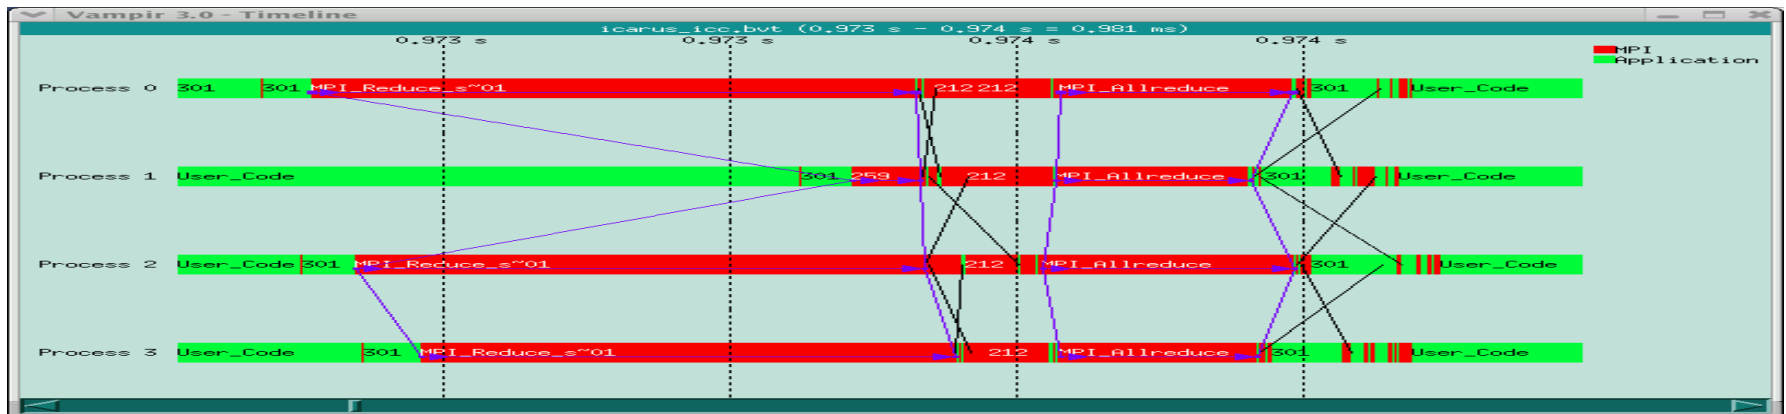 Vampir 3.0 - Timeline
icarus_icc.bvt (0.973 s - 0.974 s = 0.981 ms)
0.973 s 0.973 s 0.974 s 0.974 s
MPI
Application
Process 0 301 301 MPI_Reduce_s~01 212 212 MPI_Allreduce 301 User_Code
Process 1 User_Code 301 259 212 MPI_Allreduce 301 User_Code
Process 2 User_Code 301 MPI_Reduce_s~01 212 MPI_Allreduce 301 User_Code
Process 3 User_Code 301 MPI_Reduce_s~01 212 MPI_Allreduce 301 User_Code